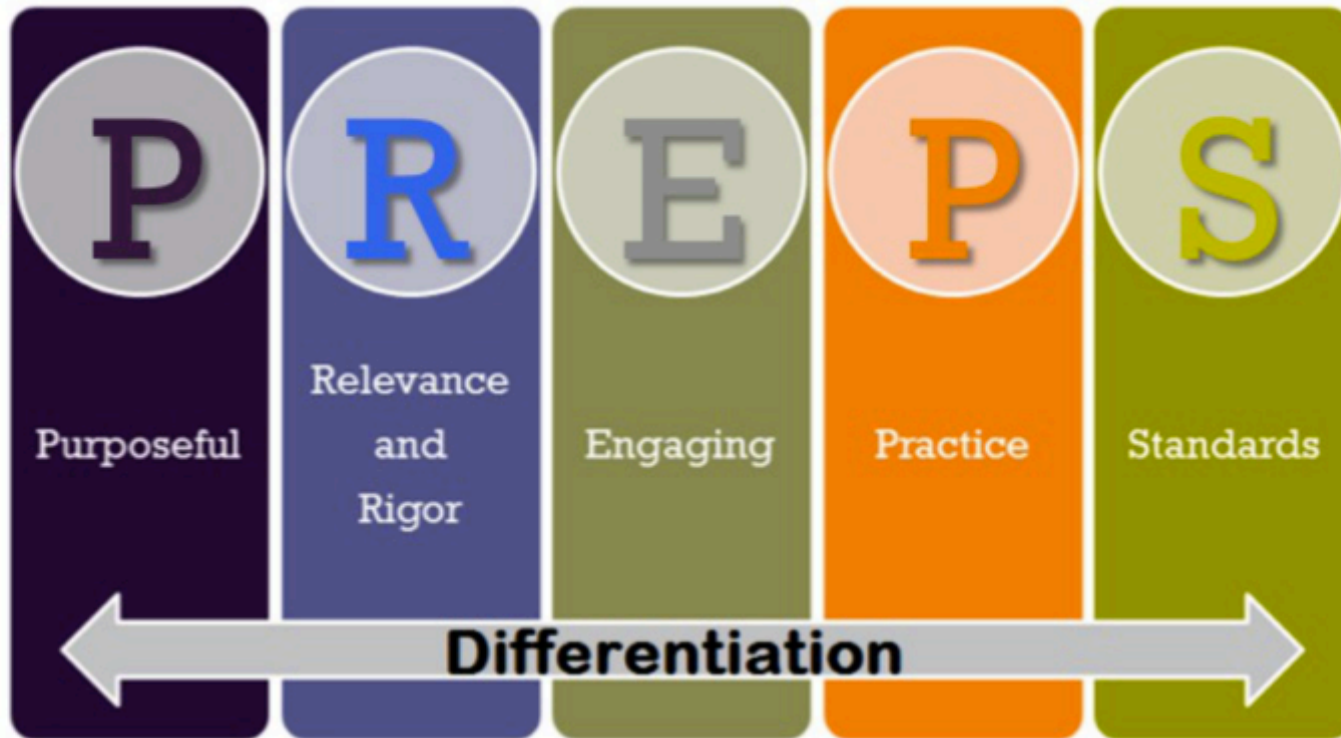 P
Purposeful
R
Relevance
and
Rigor
E
Engaging
P
Practice
S
Standards
Differentiation